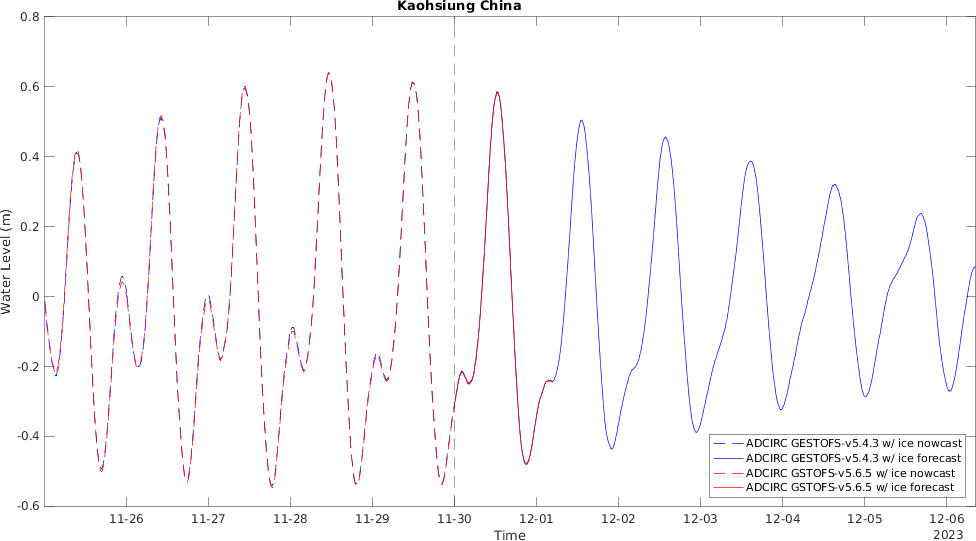 Kaohsiung China
0.8
0.6
0.4
0.2
0
-0.2
-0.4
-0.6
Water Level (m)
11-26 11-27 11-28 11-29 11-30 12-01 12-02 12-03 12-04 12-05 12-06
Time
2023
ADCIRC GESTOFS-v5.4.3 w/ ice nowcast
ADCIRC GESTOFS-v5.4.3 w/ ice forecast
ADCIRC GSTOFS-v5.6.5 w/ ice nowcast
ADCIRC GSTOFS-v5.6.5 w/ ice forecast